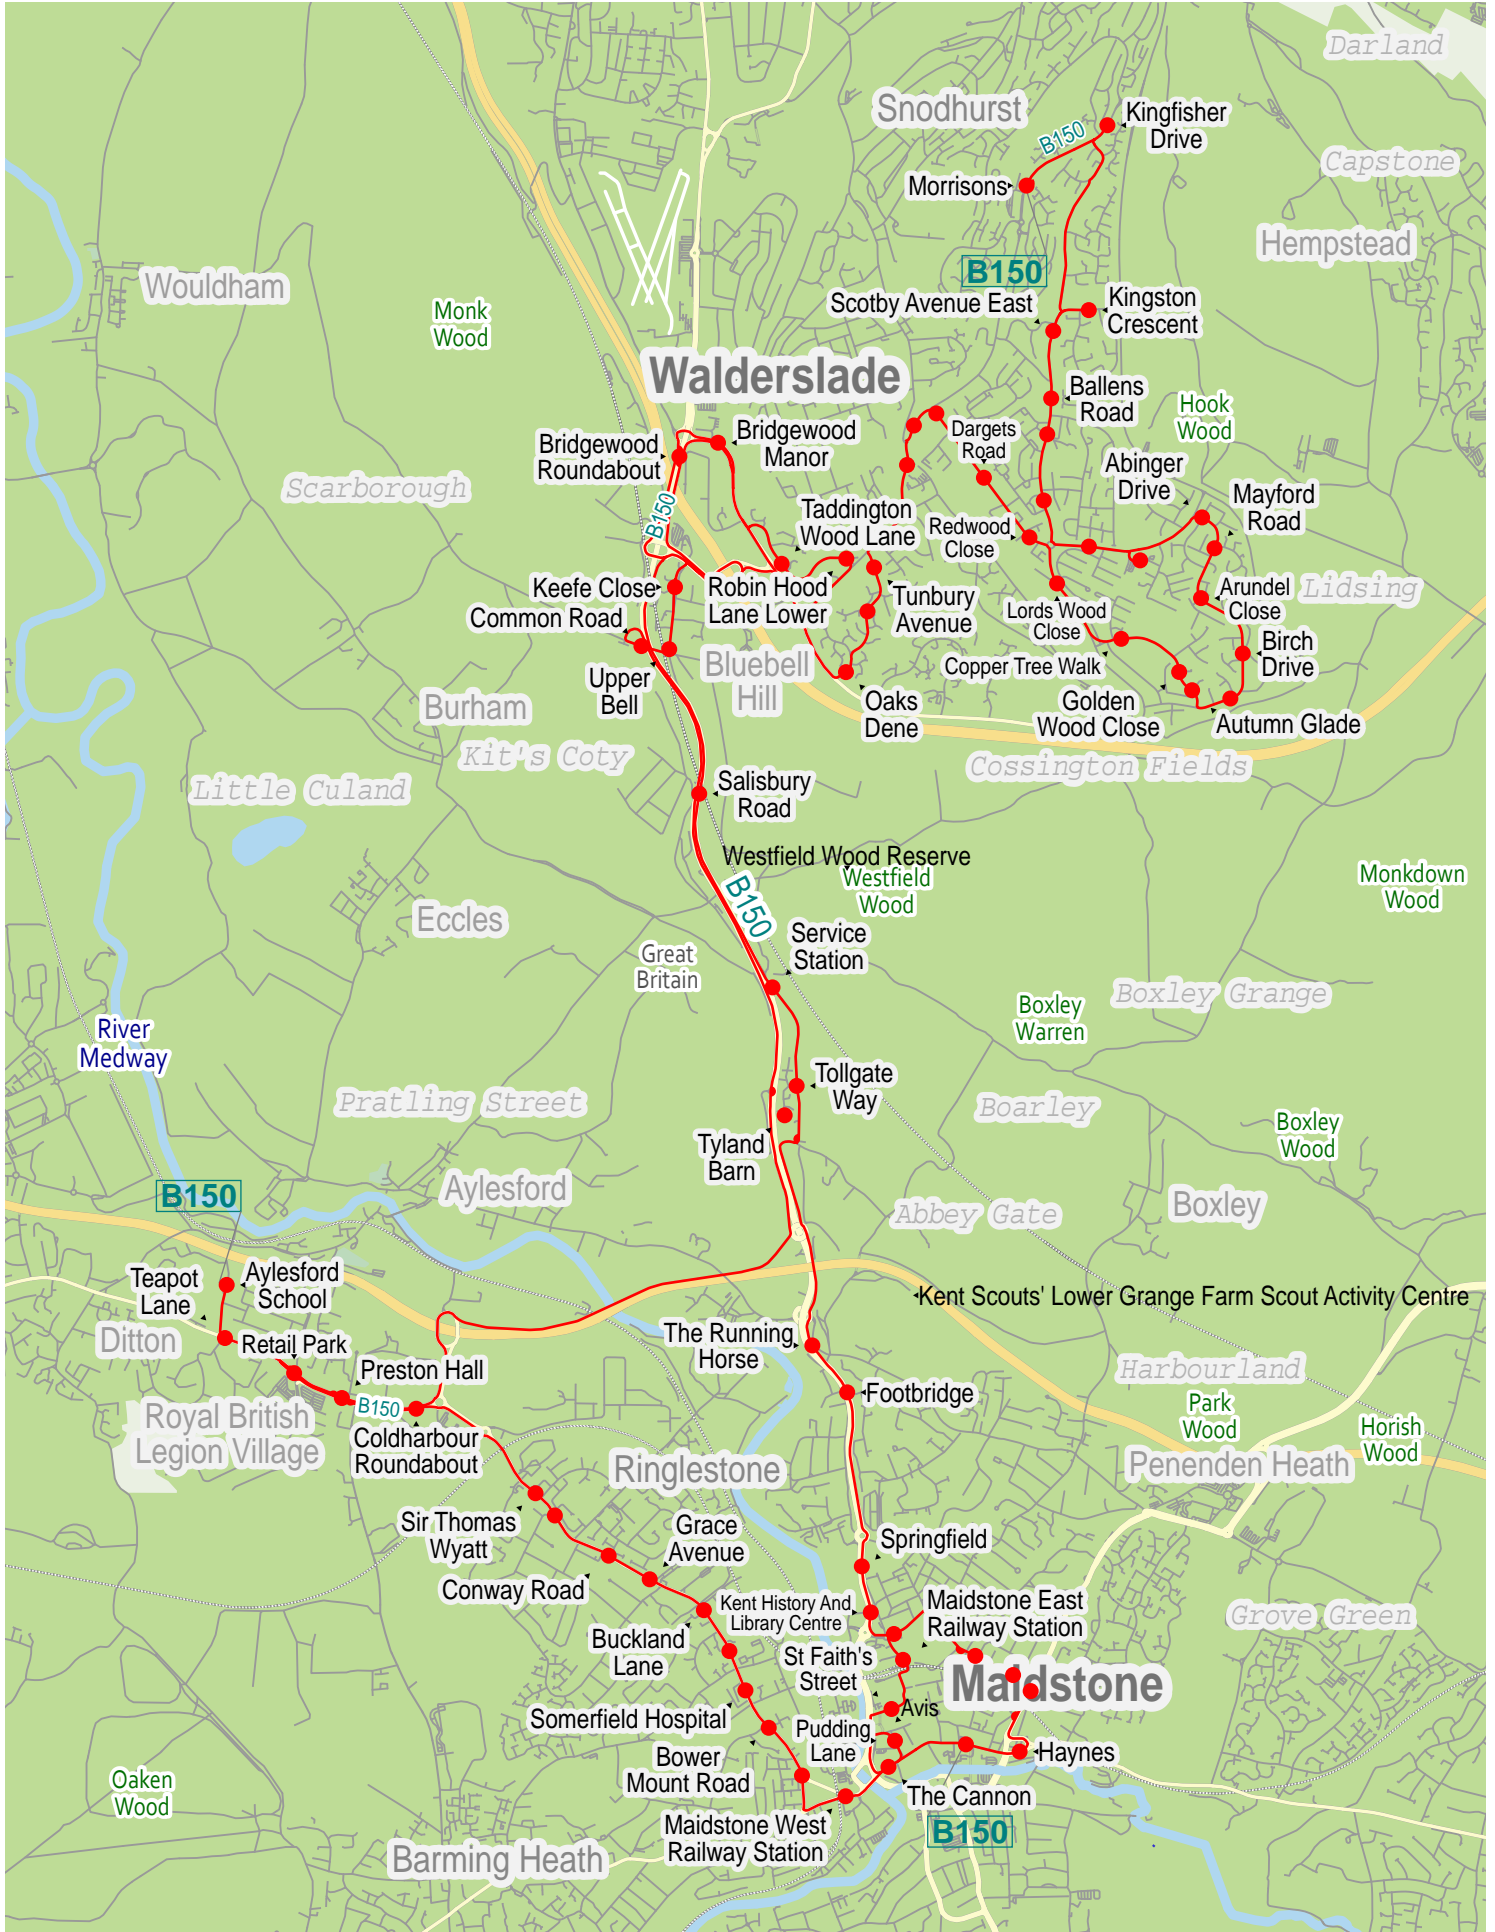 Darland
Snodhurst
Kingfisher
Drive
B150
Capstone
Morrisons
Hempstead
B150
Wouldham
Scotby Avenue East
Kingston
Crescent
Monk
Wood
Walderslade
Ballens
Road
Hook
Wood
Bridgewood
Roundabout
Bridgewood
Manor
Dargets
Road
Abinger
Drive
Mayford
Road
Scarborough
B150
Taddington
Wood Lane
Redwood
Close
Keefe Close
Common Road
Robin Hood
Lane Lower
Tunbury
Avenue
Lords Wood
Close
Arundel
Close
Lidsing
Upper
Bell
Bluebell
Hill
Copper Tree Walk
Birch
Drive
Burham
Oaks
Dene
Golden
Wood Close
Autumn Glade
Kit's Coty
Cossington Fields
Little Culand
Salisbury
Road
Westfield Wood Reserve
Westfield
Wood
Monkdown
Wood
B150
Eccles
Great
Britain
Service
Station
Boxley Grange
Boxley
Warren
River
Medway
Pratling Street
Tollgate
Way
Boarley
Boxley
Wood
Tyland
Barn
B150
Aylesford
Abbey Gate
Boxley
Teapot
Lane
Aylesford
School
Kent Scouts' Lower Grange Farm Scout Activity Centre
Ditton
Retail Park
The Running
Horse
Preston Hall
Harbourland
Footbridge
B150
Park
Wood
Royal British
Legion Village
Coldharbour
Roundabout
Horish
Wood
Ringlestone
Penenden Heath
Sir Thomas
Wyatt
Grace
Avenue
Springfield
Conway Road
Kent History And
Library Centre
Maidstone East
Railway Station
Grove Green
Buckland
Lane
St Faith's
Street
Maidstone
Somerfield Hospital
Avis
Pudding
Lane
Haynes
Bower
Mount Road
Oaken
Wood
The Cannon
Maidstone West
Railway Station
B150
Barming Heath